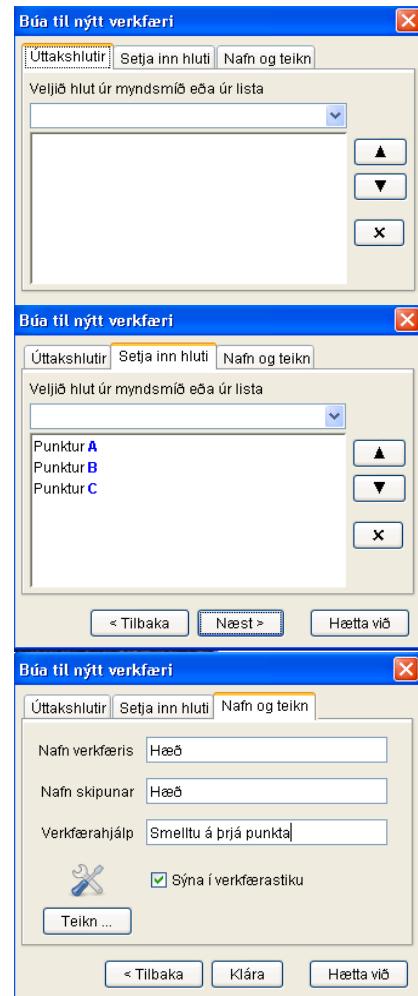 Búa til nýtt verkfæri
Úttakshlutir Setja inn hluti Nafn og teikn
Veljið hlut úr myndsmíð eða úr lista
Búa til nýtt verkfæri
Úttakshlutir Setja inn hluti Nafn og teikn
Veljið hlut úr myndsmíð eða úr lista
Punktur A
Punktur B
Punktur C
< Tilbaka Næst > Hætta við
Búa til nýtt verkfæri
Úttakshlutir Setja inn hluti Nafn og teikn
Nafn verkfæris Hæð
Nafn skipunar Hæð
Verkfærahjálp Smelltu á þrjá punkta
Sýna í verkfærastiku
Teikn ...
< Tilbaka Klára Hætta við